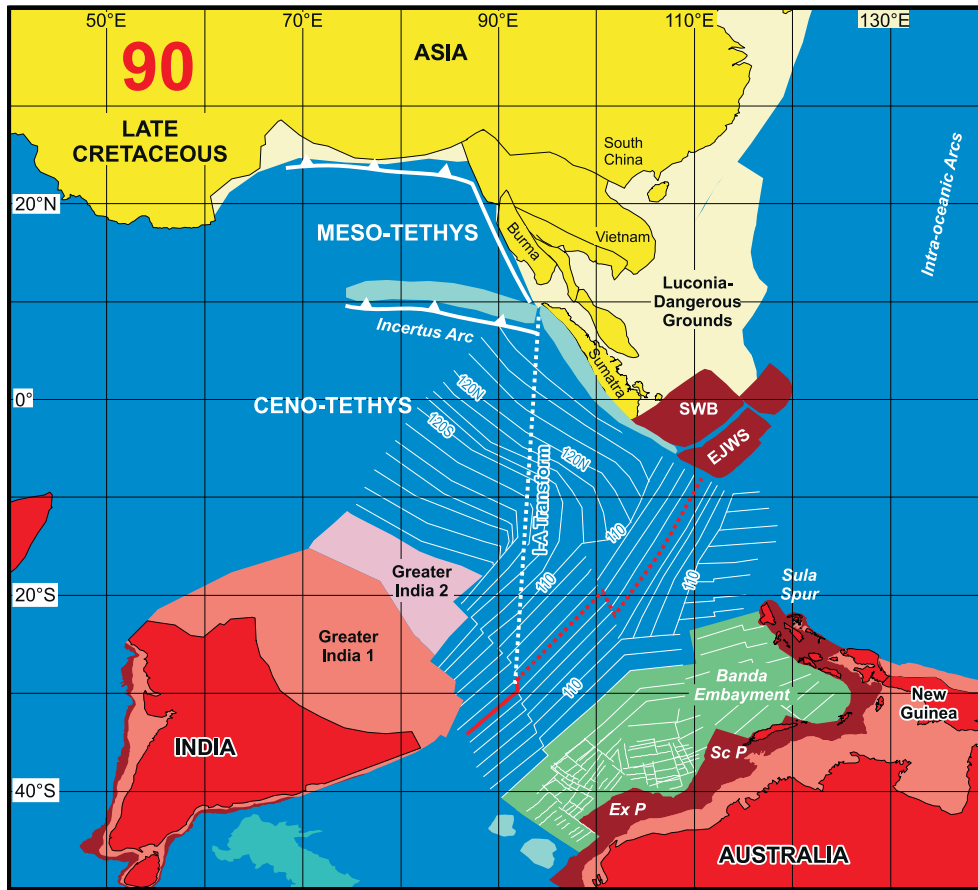 50°E
70°E
90°E
110°E
130°E
90
ASIA
LATE
CRETACEOUS
South
China
20°N
MESO-TETHYS
Burma
Vietnam
Intra-oceanic Arcs
Luconia-
Dangerous
Grounds
Incertus Arc
Sumatra
0°
CENO-TETHYS
120N
120S
120N
SWB
EJWS
I-A-Transform
110
110
110
110
Greater
India 2
20°S
Sula
Spur
Greater
India 1
Banda
Embayment
New
Guinea
INDIA
Sc P
40°S
Ex P
AUSTRALIA